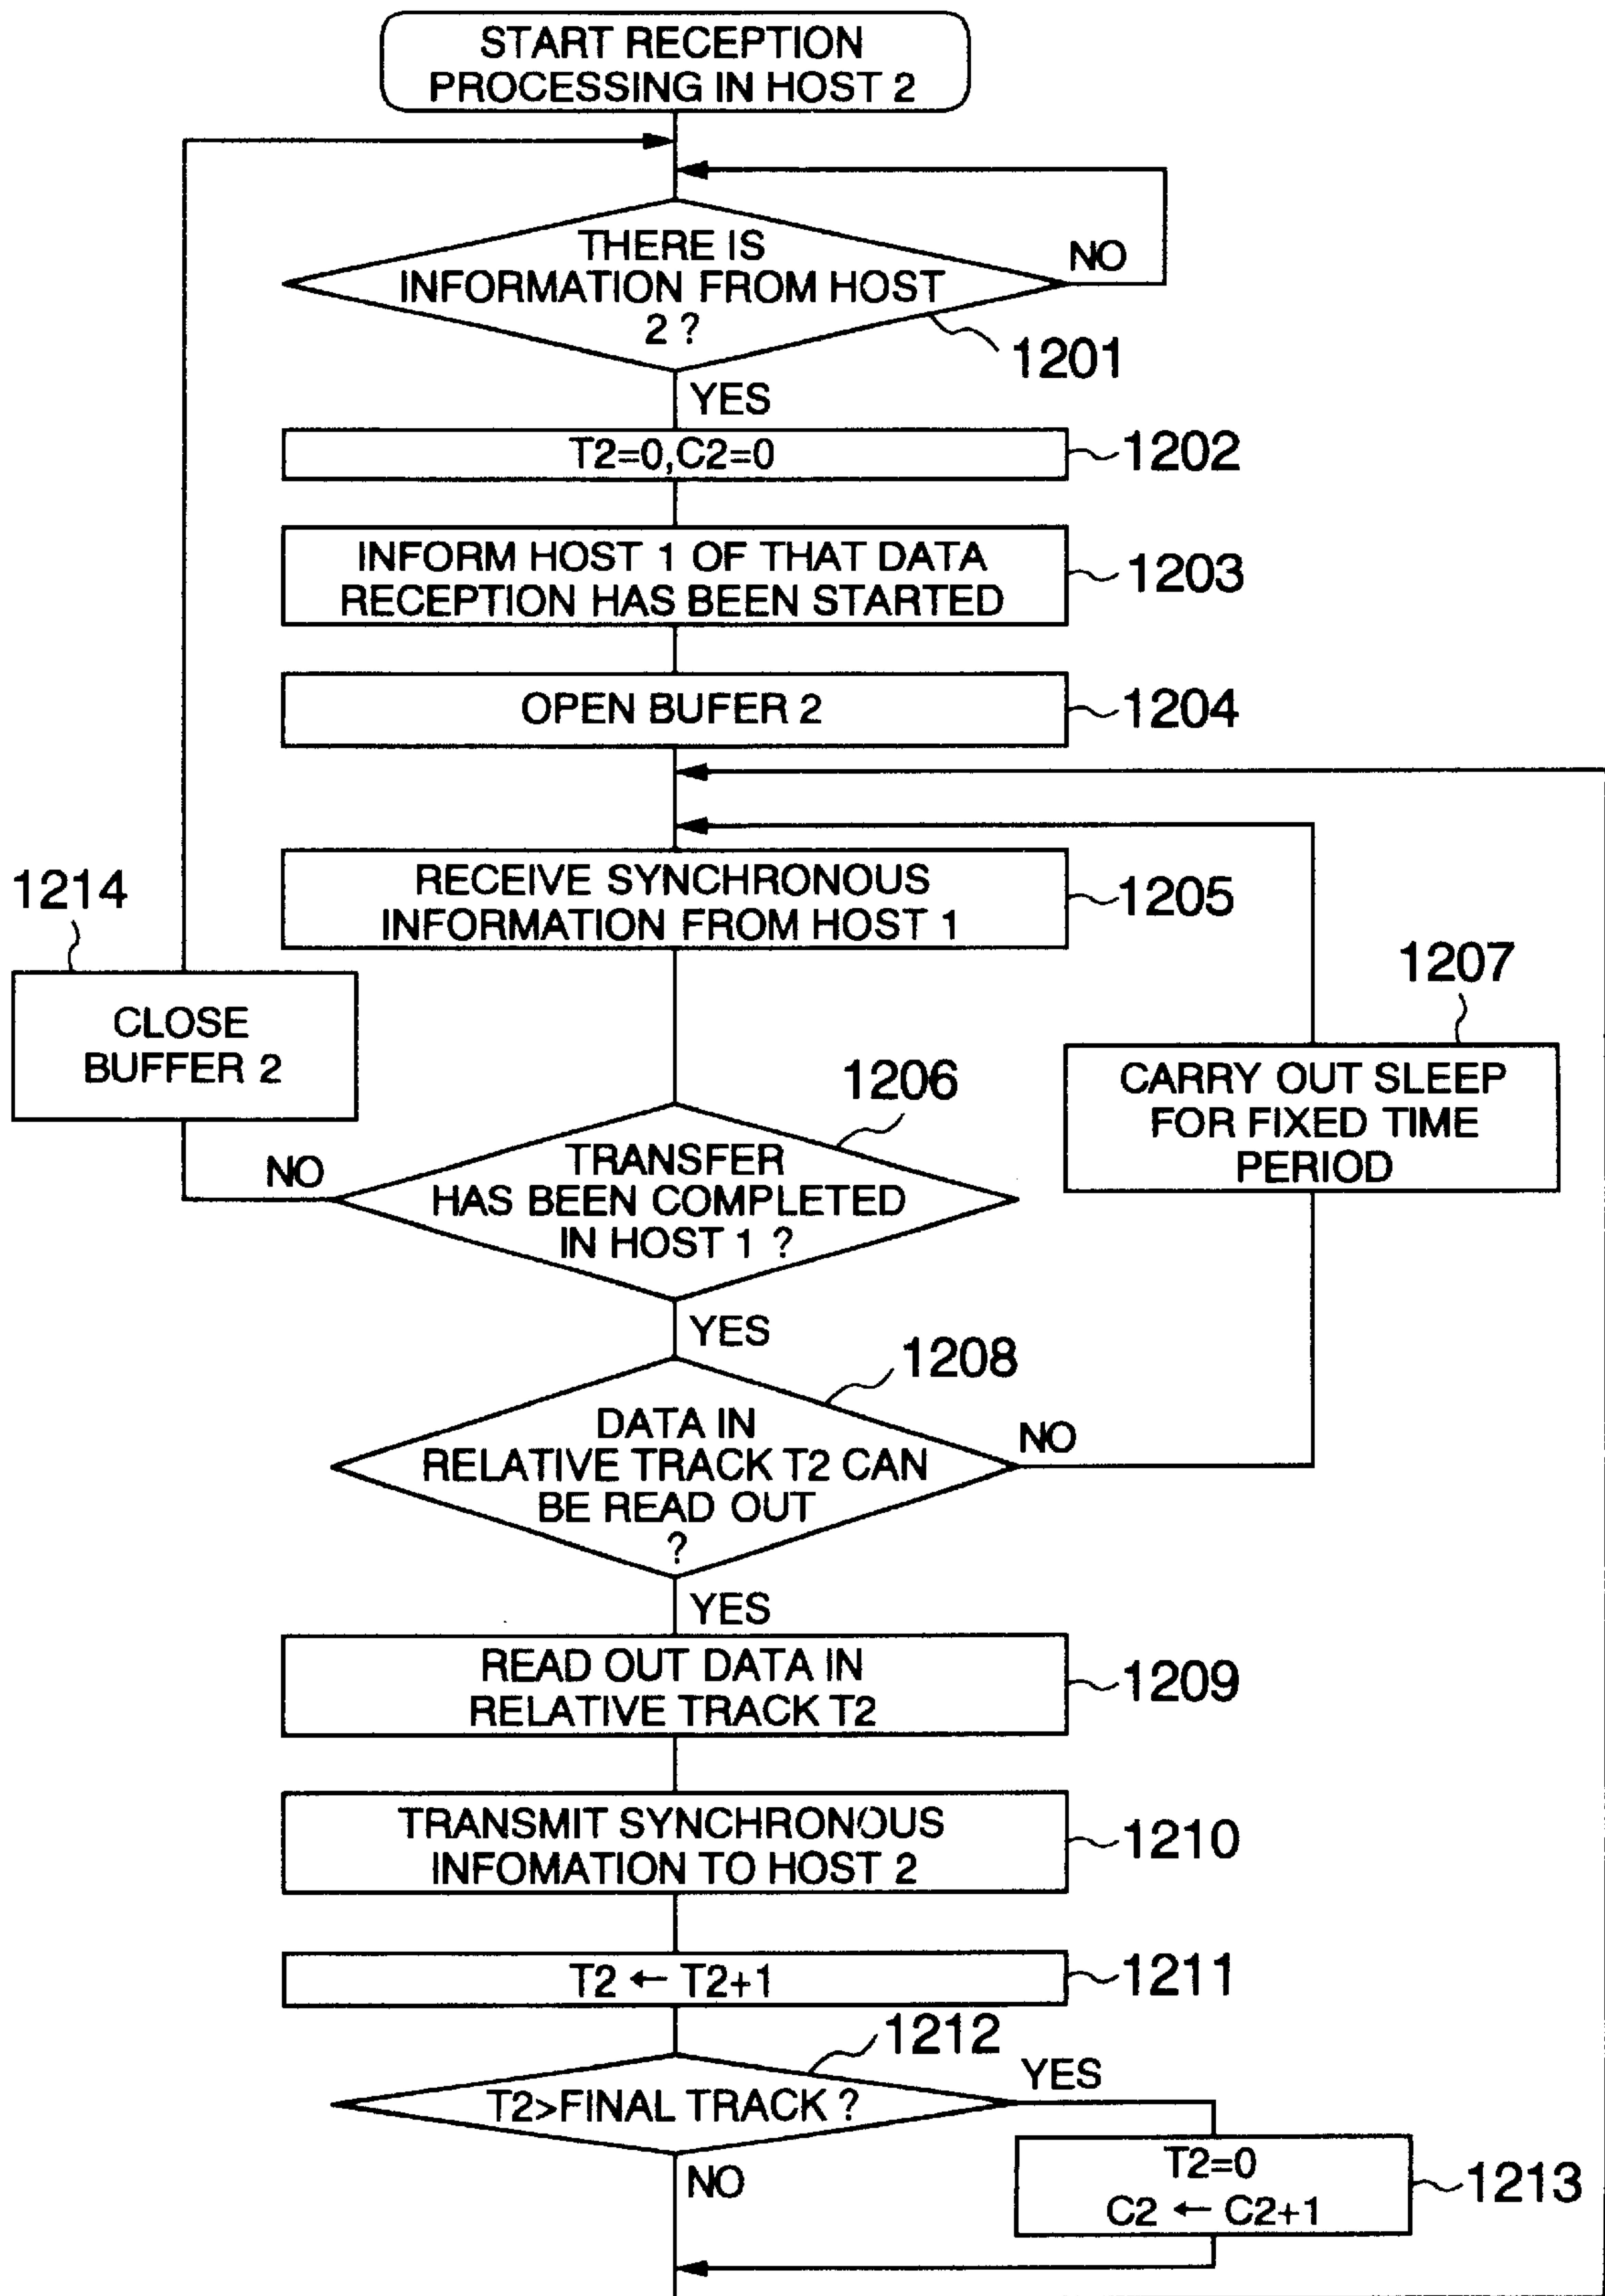 START RECEPTION
PROCESSING IN HOST 2
THERE IS
INFORMATION FROM HOST
2 ?
NO
1201
YES
T2=0,C2=0
1202
INFORM HOST 1 OF THAT DATA
RECEPTION HAS BEEN STARTED
1203
OPEN BUFER 2
1204
RECEIVE SYNCHRONOUS
INFORMATION FROM HOST 1
1205
1214
CLOSE
BUFFER 2
1207
CARRY OUT SLEEP
FOR FIXED TIME
PERIOD
1206
TRANSFER
HAS BEEN COMPLETED
IN HOST 1 ?
NO
YES
1208
DATA IN
RELATIVE TRACK T2 CAN
BE READ OUT
?
NO
YES
READ OUT DATA IN
RELATIVE TRACK T2
1209
TRANSMIT SYNCHRONOUS
INFOMATION TO HOST 2
1210
T2 ← T2+1
1211
1212
T2>FINAL TRACK ?
YES
NO
T2=0
C2 ← C2+1
1213